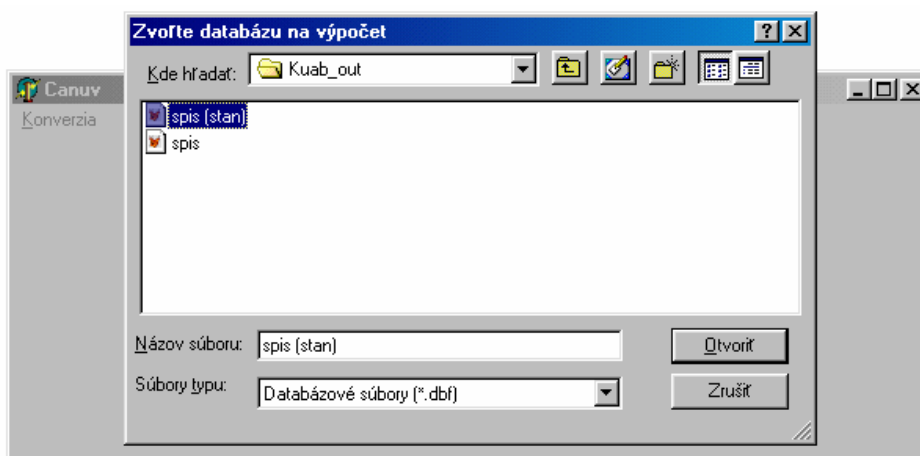 Zvoľte databázu na výpočet
Kde hľadať: Kuab_out
Canuv
Konverzia
spis (stan)
spis
Názov súboru: spis (stan) Otvoriť
Súbory typu: Databázové súbory (*.dbf) Zrušiť